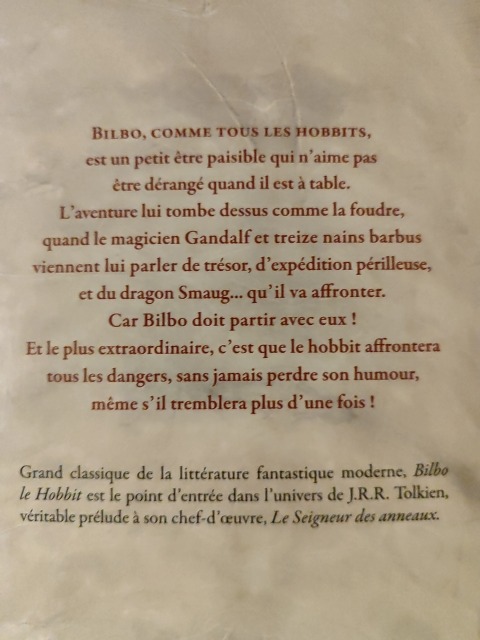 BILBO, COMME TOUS LES HOBBITS,
est un petit être paisible qui n'aime pas
être dérangé quand il est à table.
L'aventure lui tombe dessus comme la foudre,
quand le magicien Gandalf et treize nains barbus
viennent lui parler de trésor, d'expédition périlleuse,
et du dragon Smaug... qu'il va affronter.
Car Bilbo doit partir avec eux !
Et le plus extraordinaire, c'est que le hobbit affrontera
tous les dangers, sans jamais perdre son humour,
même s'il tremblera plus d'une fois !
Grand classique de la littérature fantastique moderne, Bilbo
le Hobbit est le point d'entrée dans l'univers de J.R.R. Tolkien,
véritable prélude à son chef-d'œuvre, Le Seigneur des anneaux.